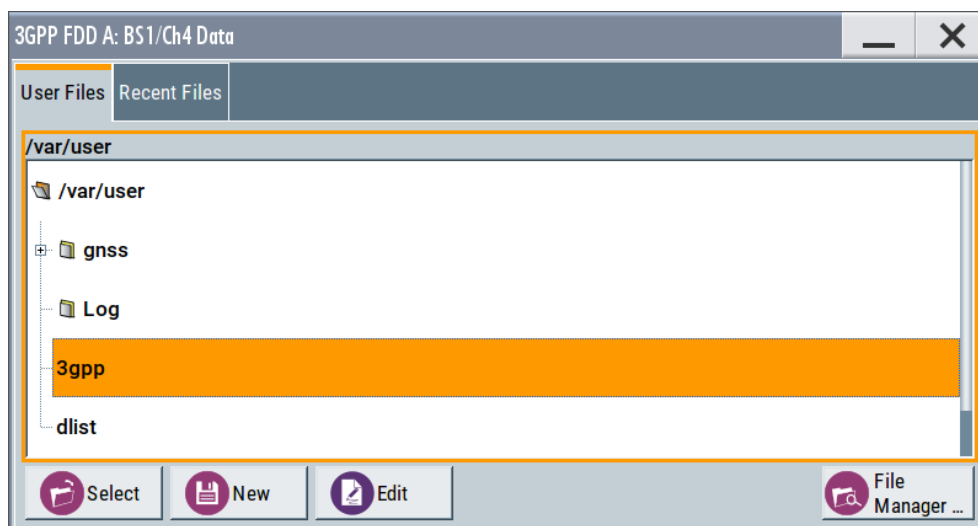 3GPP FDD A: BS1/Ch4 Data
User Files Recent Files
/var/user
/var/user
gnss
Log
3gpp
dlist
Select New Edit File
Manager ...